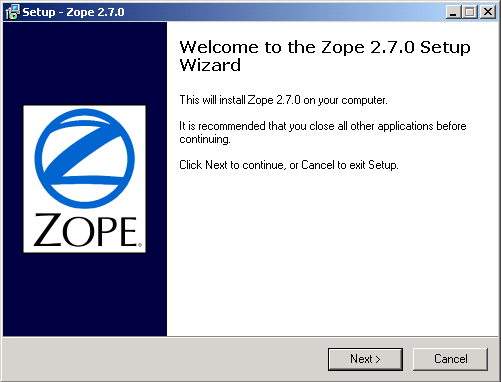 Setup - Zope 2.7.0
Welcome to the Zope 2.7.0 Setup
Wizard
This will install Zope 2.7.0 on your computer.
It is recommended that you close all other applications before
continuing.
Click Next to continue, or Cancel to exit Setup.
ZOPE®
Next >
Cancel